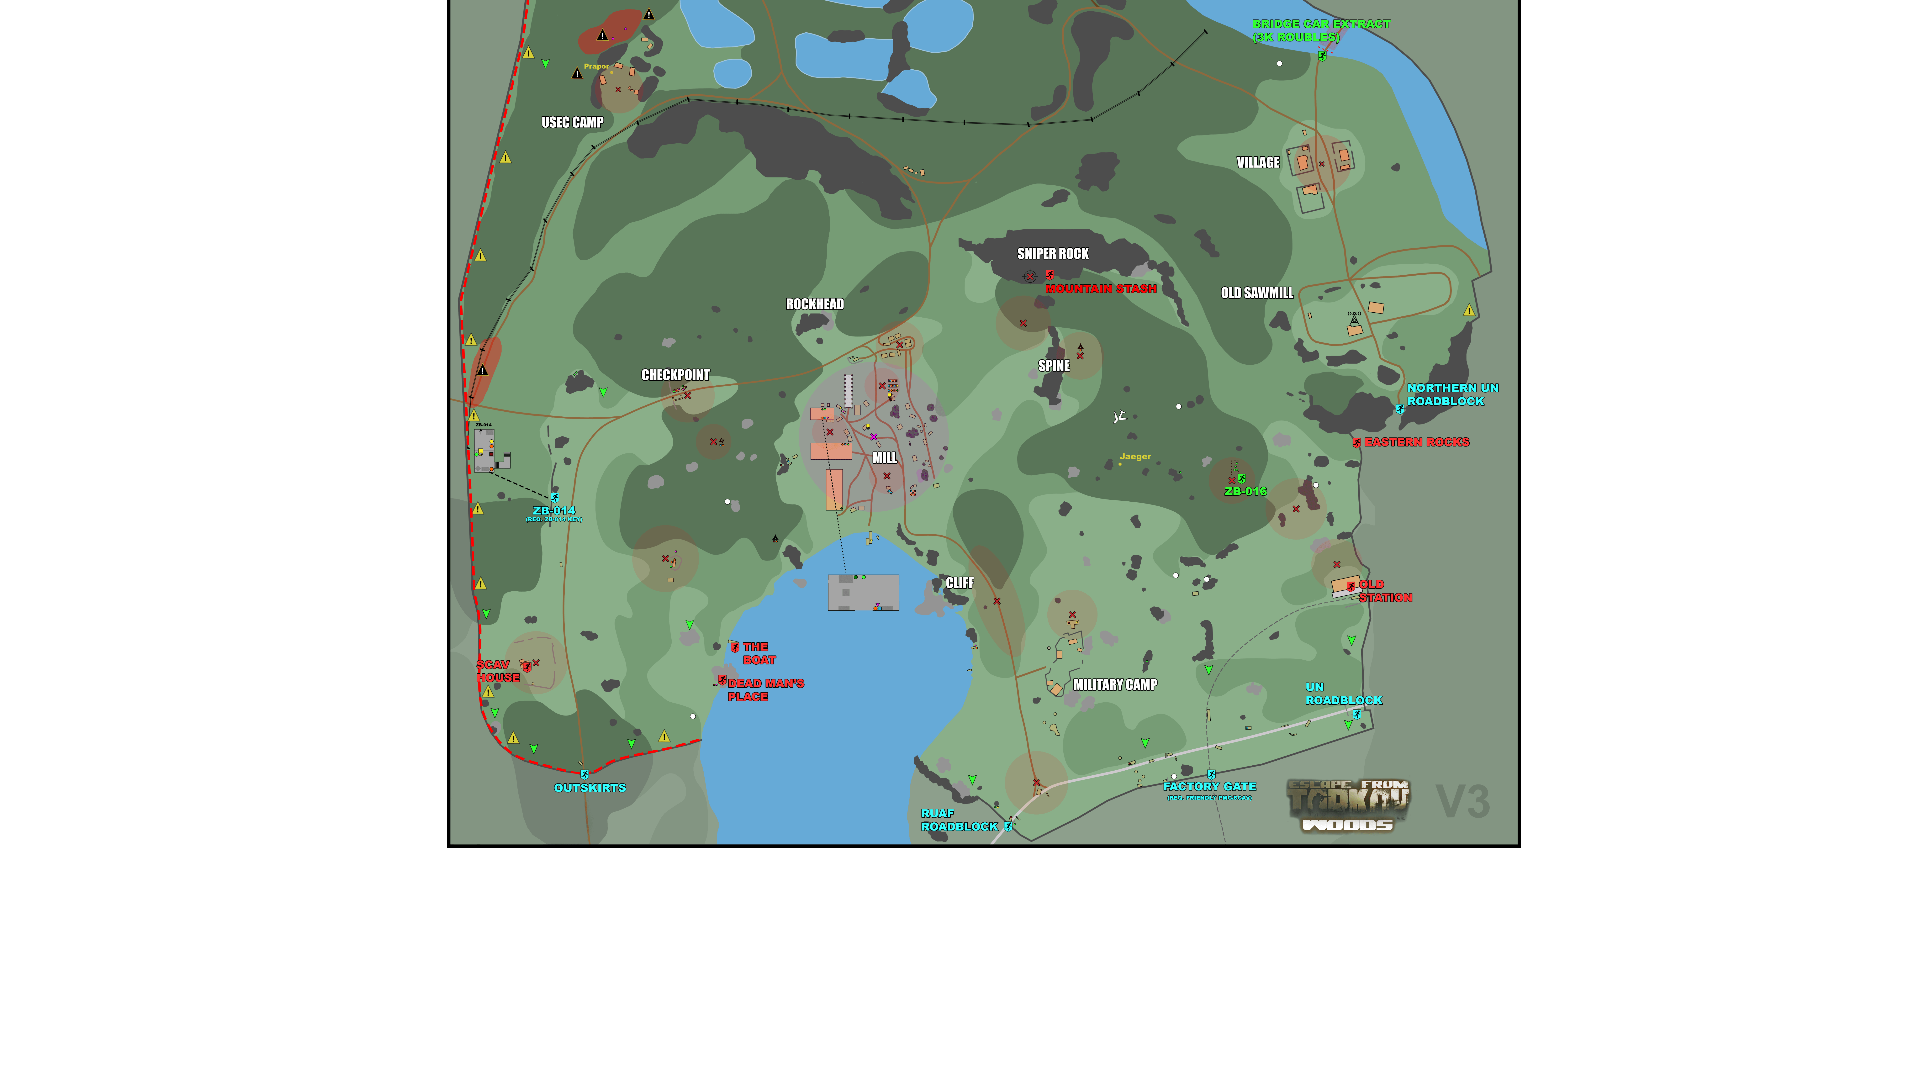 BRIDGE CAR EXTRACT
(3K ROUBLES)
Prapor
USEC CAMP
VILLAGE
SNIPER ROCK
MOUNTAIN STASH
OLD SAWMILL
ROCKHEAD
SPINE
CHECKPOINT
NORTHERN UN
ROADBLOCK
EASTERN ROCKS
ZB-014
MILL
Jaeger
ZB-016
ZB-014
CLIFF
OLD
STATION
THE
BOAT
SCAV
HOUSE
DEAD MAN'S
PLACE
MILITARY CAMP
UN
ROADBLOCK
OUTSKIRTS
FACTORY GATE
RUAF
ROADBLOCK
ESCAPE FROM
TARKOV
WOODS
V3